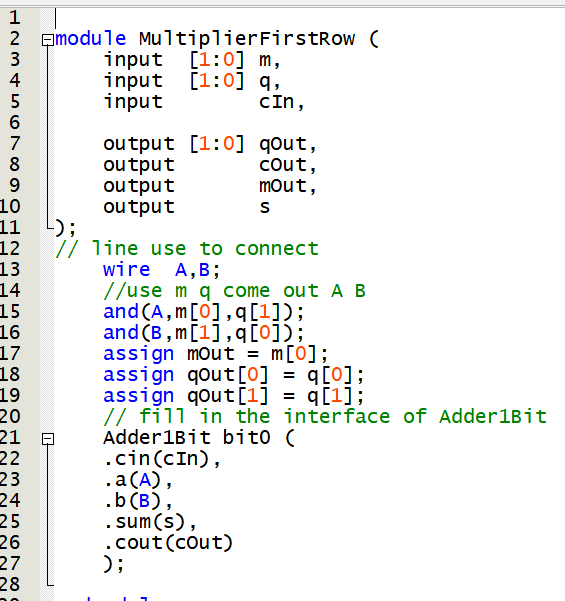 1
2 module MultiplierFirstRow (
3 input [1:0] m,
4 input [1:0] q,
5 input cIn,
6
7 output [1:0] qOut,
8 output cOut,
9 output mOut,
10 output s
11 );
12 // line use to connect
13 wire A,B;
14 //use m q come out A B
15 and(A,m[0],q[1]);
16 and(B,m[1],q[0]);
17 assign mOut = m[0];
18 assign qOut[0] = q[0];
19 assign qOut[1] = q[1];
20 // fill in the interface of Adder1Bit
21 Adder1Bit bit0 (
22 .cin(cIn),
23 .a(A),
24 .b(B),
25 .sum(s),
26 .cout(cOut)
27 );
28